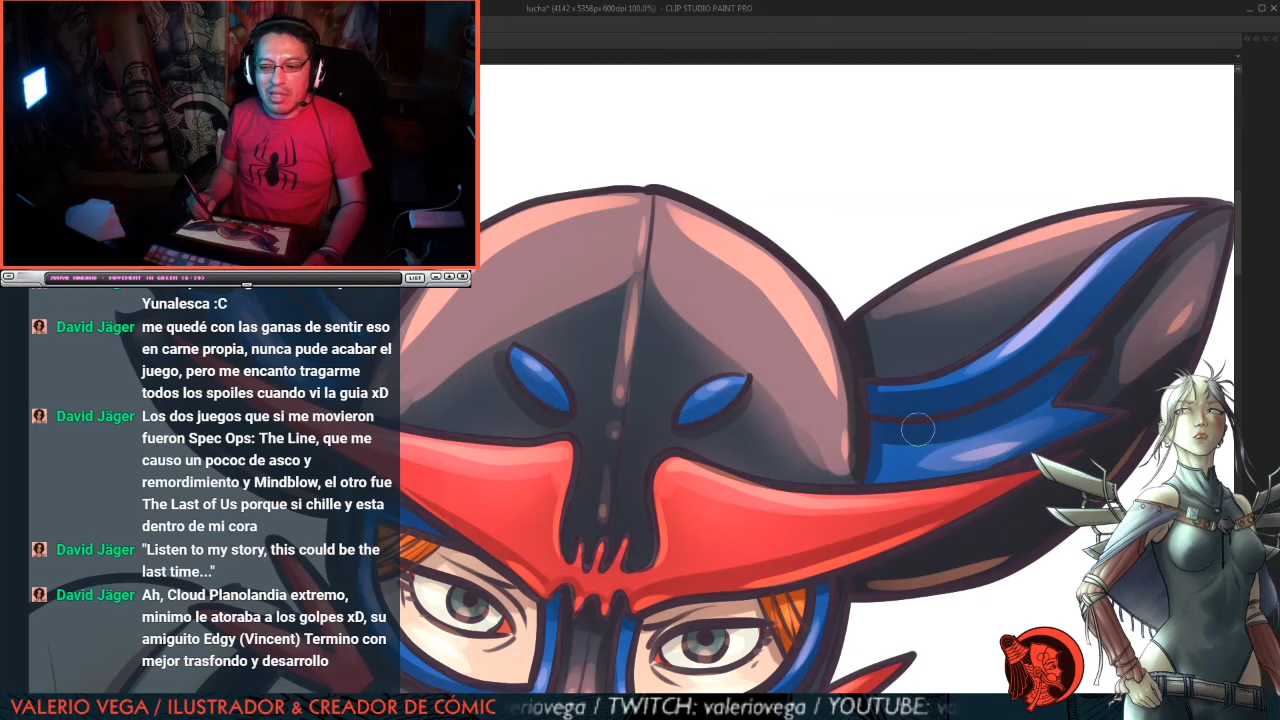 lucha* (4142 x 5358px 600dpi 100.0%) - CLIP STUDIO PAINT PRO
LIST
Yunalesca :C
David Jäger me quedé con las ganas de sentir eso
en carne propia, nunca pude acabar el
juego, pero me encanto tragarme
todos los spoiles cuando vi la guia xD
David Jäger Los dos juegos que si me movieron
fueron Spec Ops: The Line, que me
causo un pococ de asco y
remordimiento y Mindblow, el otro fue
The Last of Us porque si chille y esta
dentro de mi cora
David Jäger "Listen to my story, this could be the
last time..."
David Jäger Ah, Cloud Planolandia extremo,
minimo le atoraba a los golpes xD, su
amiguito Edgy (Vincent) Termino con
mejor trasfondo y desarrollo
VALERIO VEGA / ILUSTRADOR & CREADOR DE CÓMIC
eriovega / TWITCH: valeriovega / YOUTUBE: va